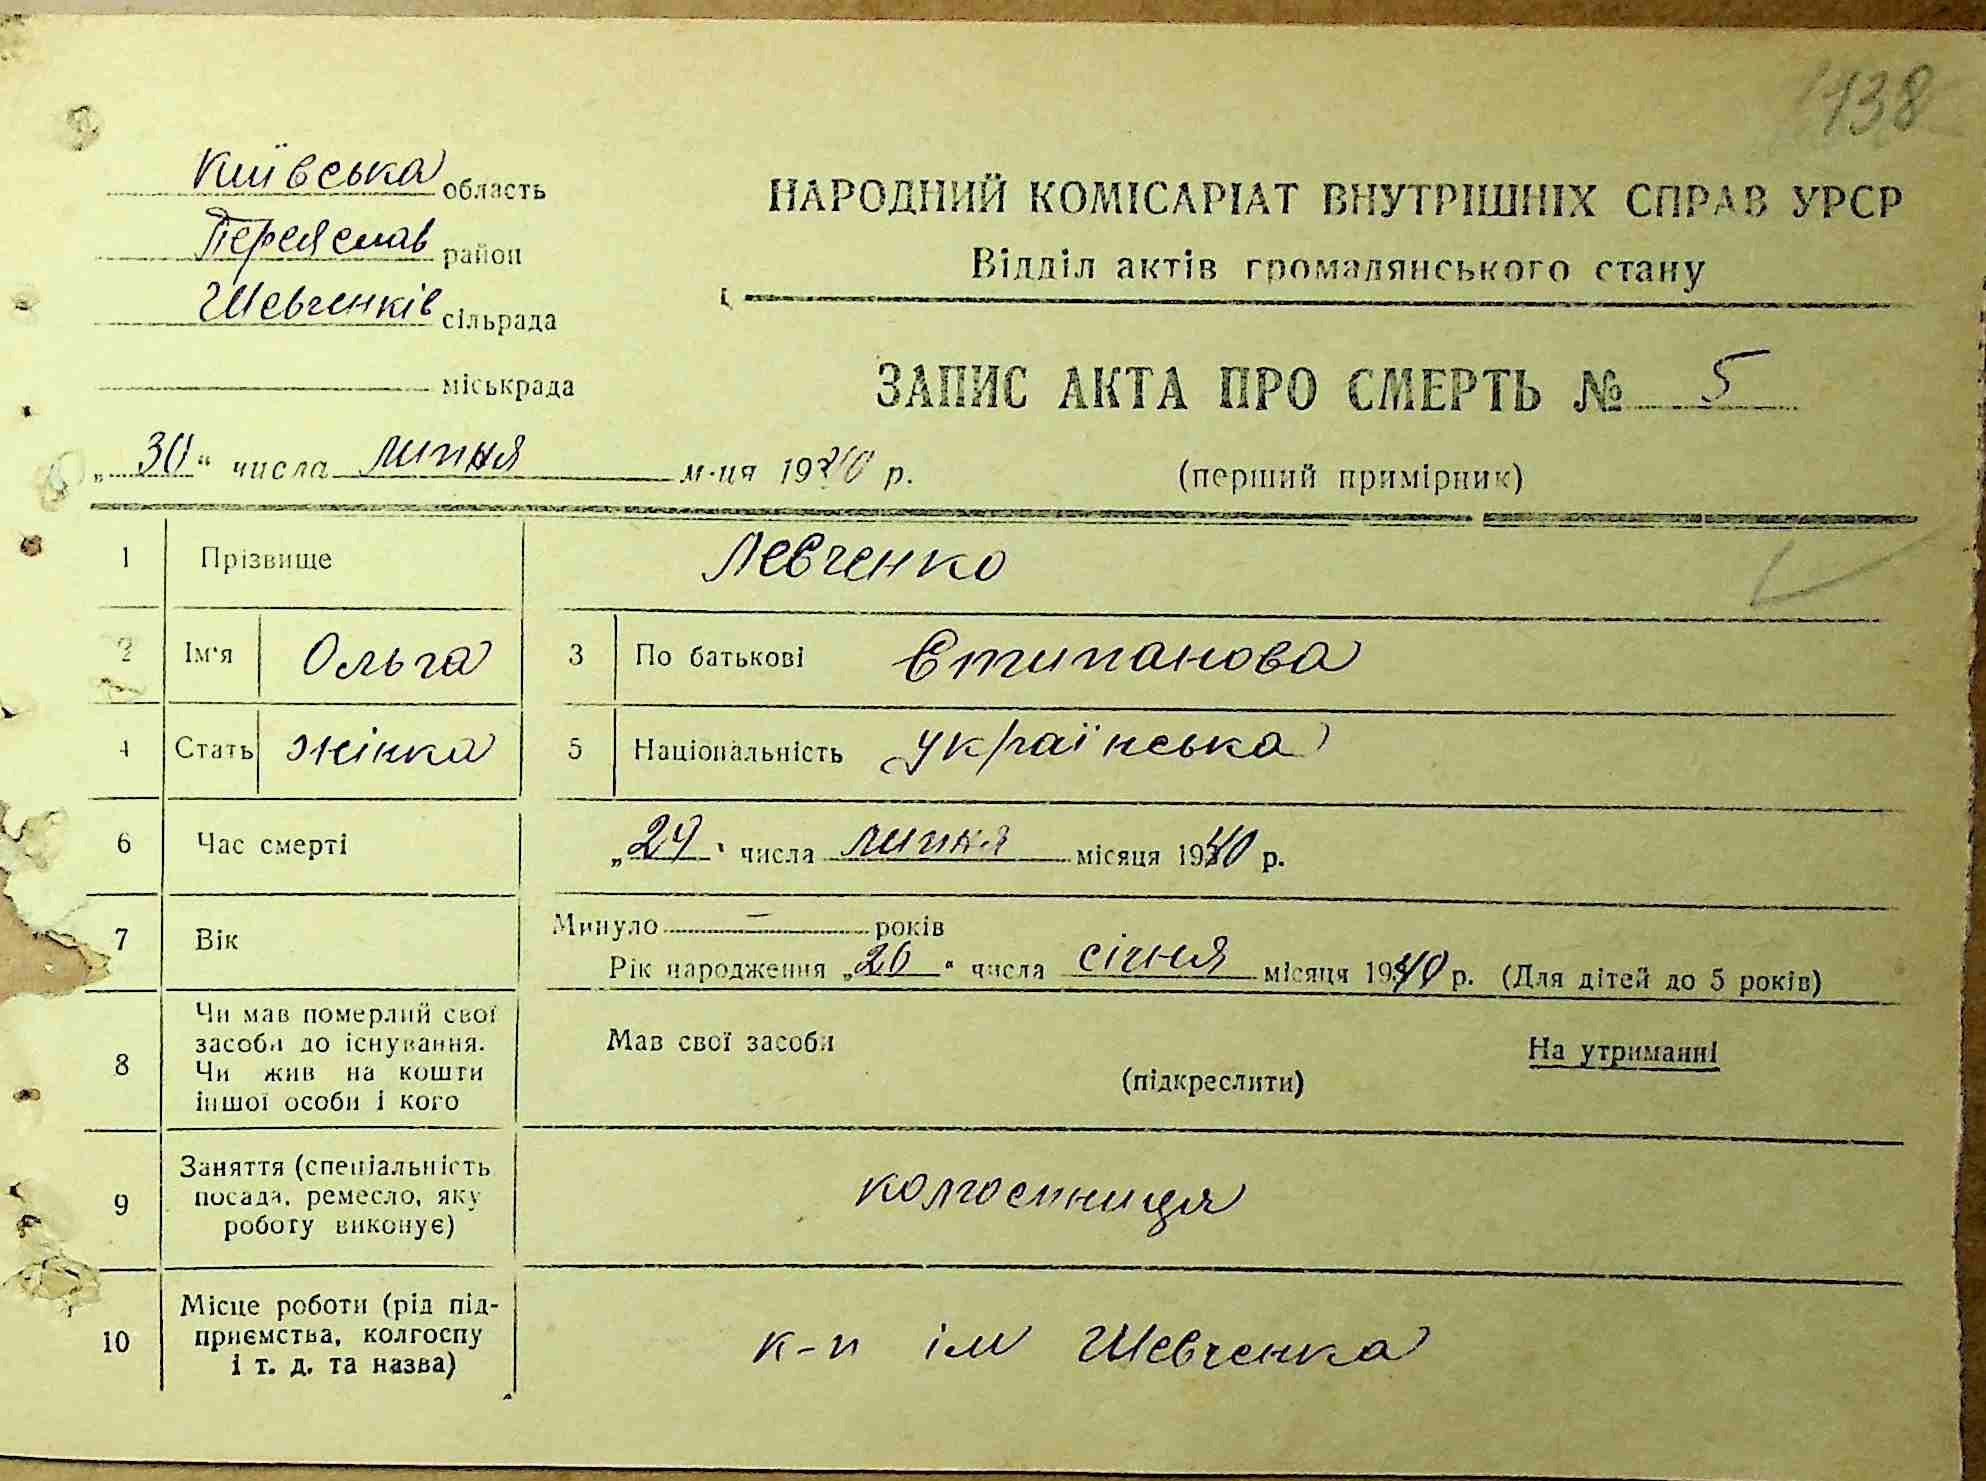 138
Київська область
Переяслав район
Шевченків сільрада
міськрада
НАРОДНИЙ КОМІСАРІАТ ВНУТРІШНІХ СПРАВ УРСР
Відділ актів громадянського стану
ЗАПИС АКТА ПРО СМЕРТЬ № 5
„30“ числа липня м-ця 1940 р.
(перший примірник)
1 Прізвище Левченко
2 Ім'я Ольга 3 По батькові Стипанова
4 Стать жінка 5 Національність українська
6 Час смерті „29“ числа липня місяця 1940 р.
7 Вік Минуло — років
Рік народження „26“ числа січня місяця 1940 р. (Для дітей до 5 років)
8 Чи мав померлий свої засоби до існування. Чи жив на кошти іншої особи і кого
Мав свої засоби
(підкреслити)
На утриманні
9 Заняття (спеціальність посада, ремесло, яку роботу виконує)
колгоспниця
10 Місце роботи (рід підприємства, колгоспу і т. д. та назва)
к-п ім Шевченка